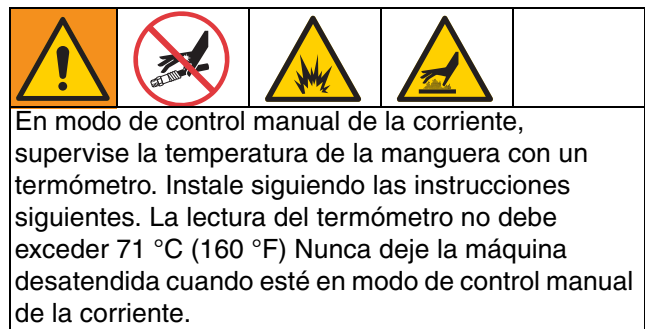 En modo de control manual de la corriente,
supervise la temperatura de la manguera con un
termómetro. Instale siguiendo las instrucciones
siguientes. La lectura del termómetro no debe
exceder 71 °C (160 °F) Nunca deje la máquina
desatendida cuando esté en modo de control manual
de la corriente.